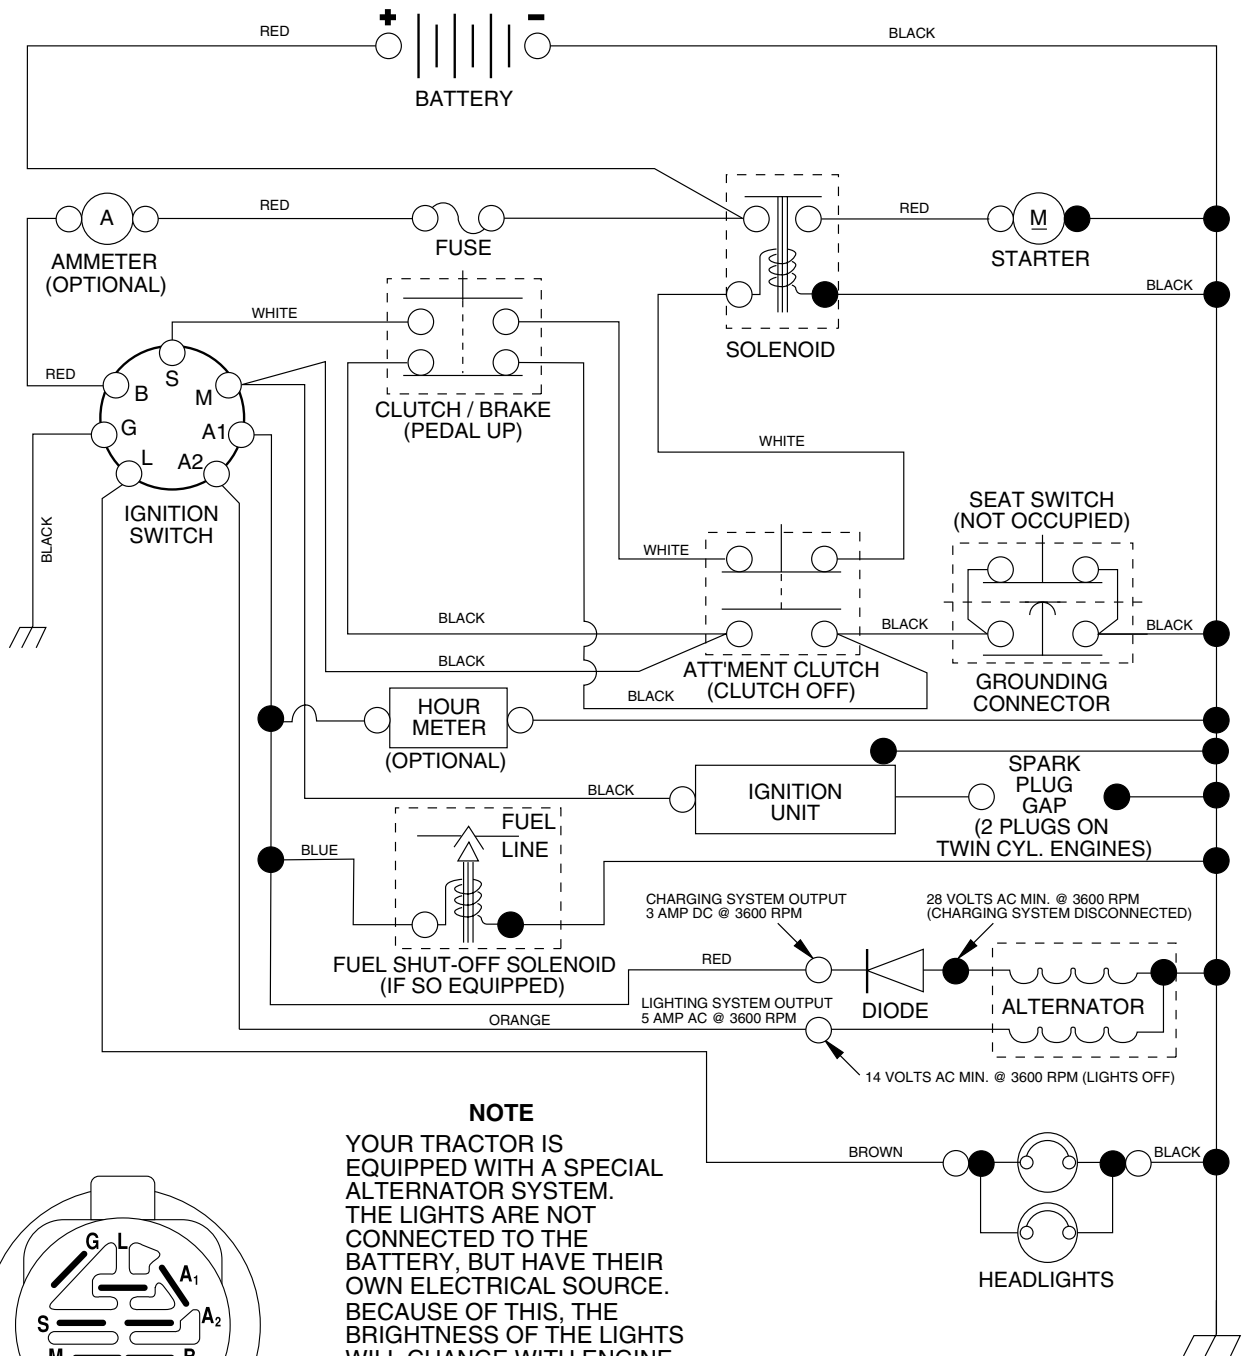 + −
RED
BLACK
BATTERY
A
RED
RED
M
FUSE
AMMETER
(OPTIONAL)
STARTER
BLACK
WHITE
SOLENOID
RED
S
B
M
CLUTCH / BRAKE
(PEDAL UP)
G
A1
WHITE
L
A2
IGNITION
SWITCH
BLACK
SEAT SWITCH
(NOT OCCUPIED)
WHITE
BLACK
BLACK
BLACK
BLACK
ATT'MENT CLUTCH
(CLUTCH OFF)
GROUNDING
CONNECTOR
BLACK
HOUR
METER
(OPTIONAL)
SPARK
PLUG
GAP
(2 PLUGS ON
TWIN CYL. ENGINES)
BLACK
IGNITION
UNIT
FUEL
LINE
BLUE
CHARGING SYSTEM OUTPUT
3 AMP DC @ 3600 RPM
28 VOLTS AC MIN. @ 3600 RPM
(CHARGING SYSTEM DISCONNECTED)
FUEL SHUT-OFF SOLENOID
(IF SO EQUIPPED)
RED
LIGHTING SYSTEM OUTPUT
5 AMP AC @ 3600 RPM
DIODE
ALTERNATOR
ORANGE
14 VOLTS AC MIN. @ 3600 RPM (LIGHTS OFF)
NOTE
YOUR TRACTOR IS
EQUIPPED WITH A SPECIAL
ALTERNATOR SYSTEM.
THE LIGHTS ARE NOT
CONNECTED TO THE
BATTERY, BUT HAVE THEIR
OWN ELECTRICAL SOURCE.
BECAUSE OF THIS, THE
BRIGHTNESS OF THE LIGHTS
WILL CHANGE WITH ENGINE
BROWN
BLACK
HEADLIGHTS
G L
A1
S
A2
M
B